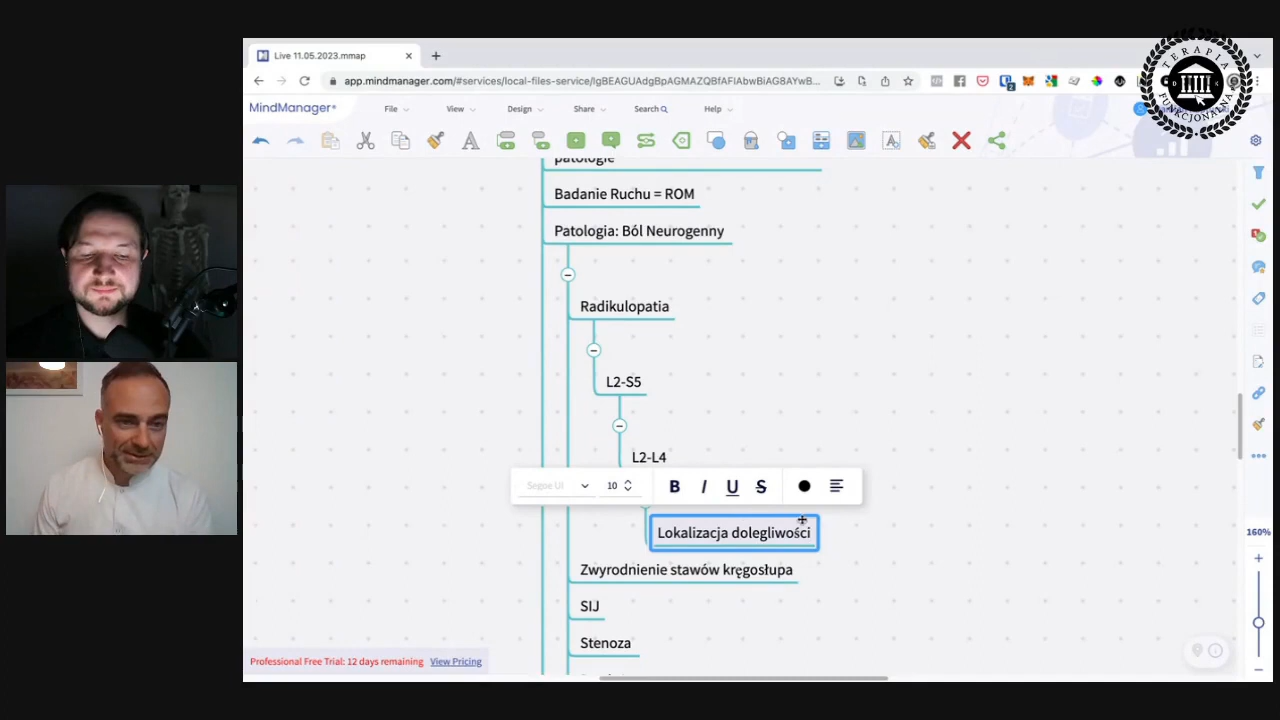 Live 11.05.2023.mmap
app.mindmanager.com/#services/local-files-service/IgBEAGUAdgBpAGMAZQBfAFIAbwBiAG8AYwB...
TERAPIA
FUNKCJONALNA
MindManager
File
View
Design
Share
Search
Help
patologie
Badanie Ruchu = ROM
Patologia: Ból Neurogenny
Radikulopatia
L2-S5
L2-L4
Segoe UI
10
B I U S
Lokalizacja dolegliwości
Zwyrodnienie stawów kręgosłupa
SIJ
Stenoza
160%
Professional Free Trial: 12 days remaining View Pricing